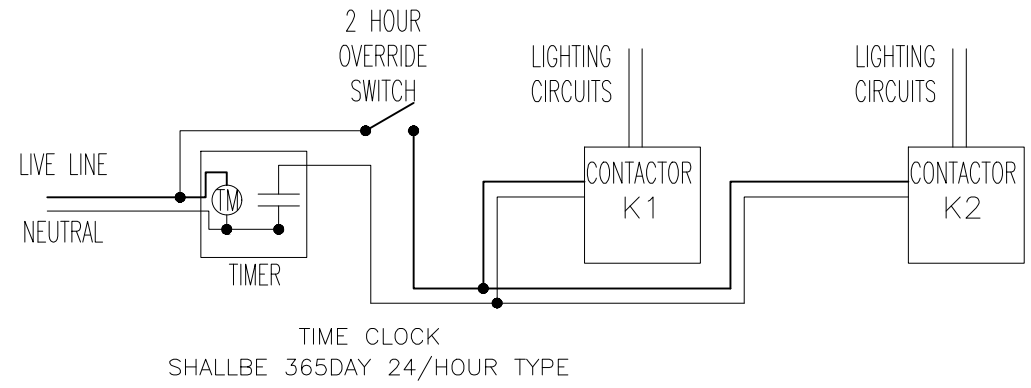 2 HOUR
OVERRIDE
SWITCH
LIGHTING
CIRCUITS
LIGHTING
CIRCUITS
LIVE LINE
NEUTRAL
TM
TIMER
CONTACTOR
K1
CONTACTOR
K2
TIME CLOCK
SHALLBE 365DAY 24/HOUR TYPE